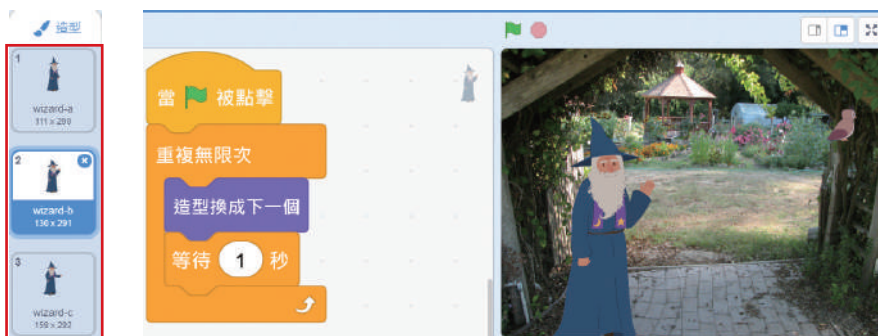 造型
1
wizard-a
111 x 290
2
wizard-b
136 x 291
3
wizard-c
159 x 292
當 被點擊
重複無限次
造型換成下一個
等待 1 秒